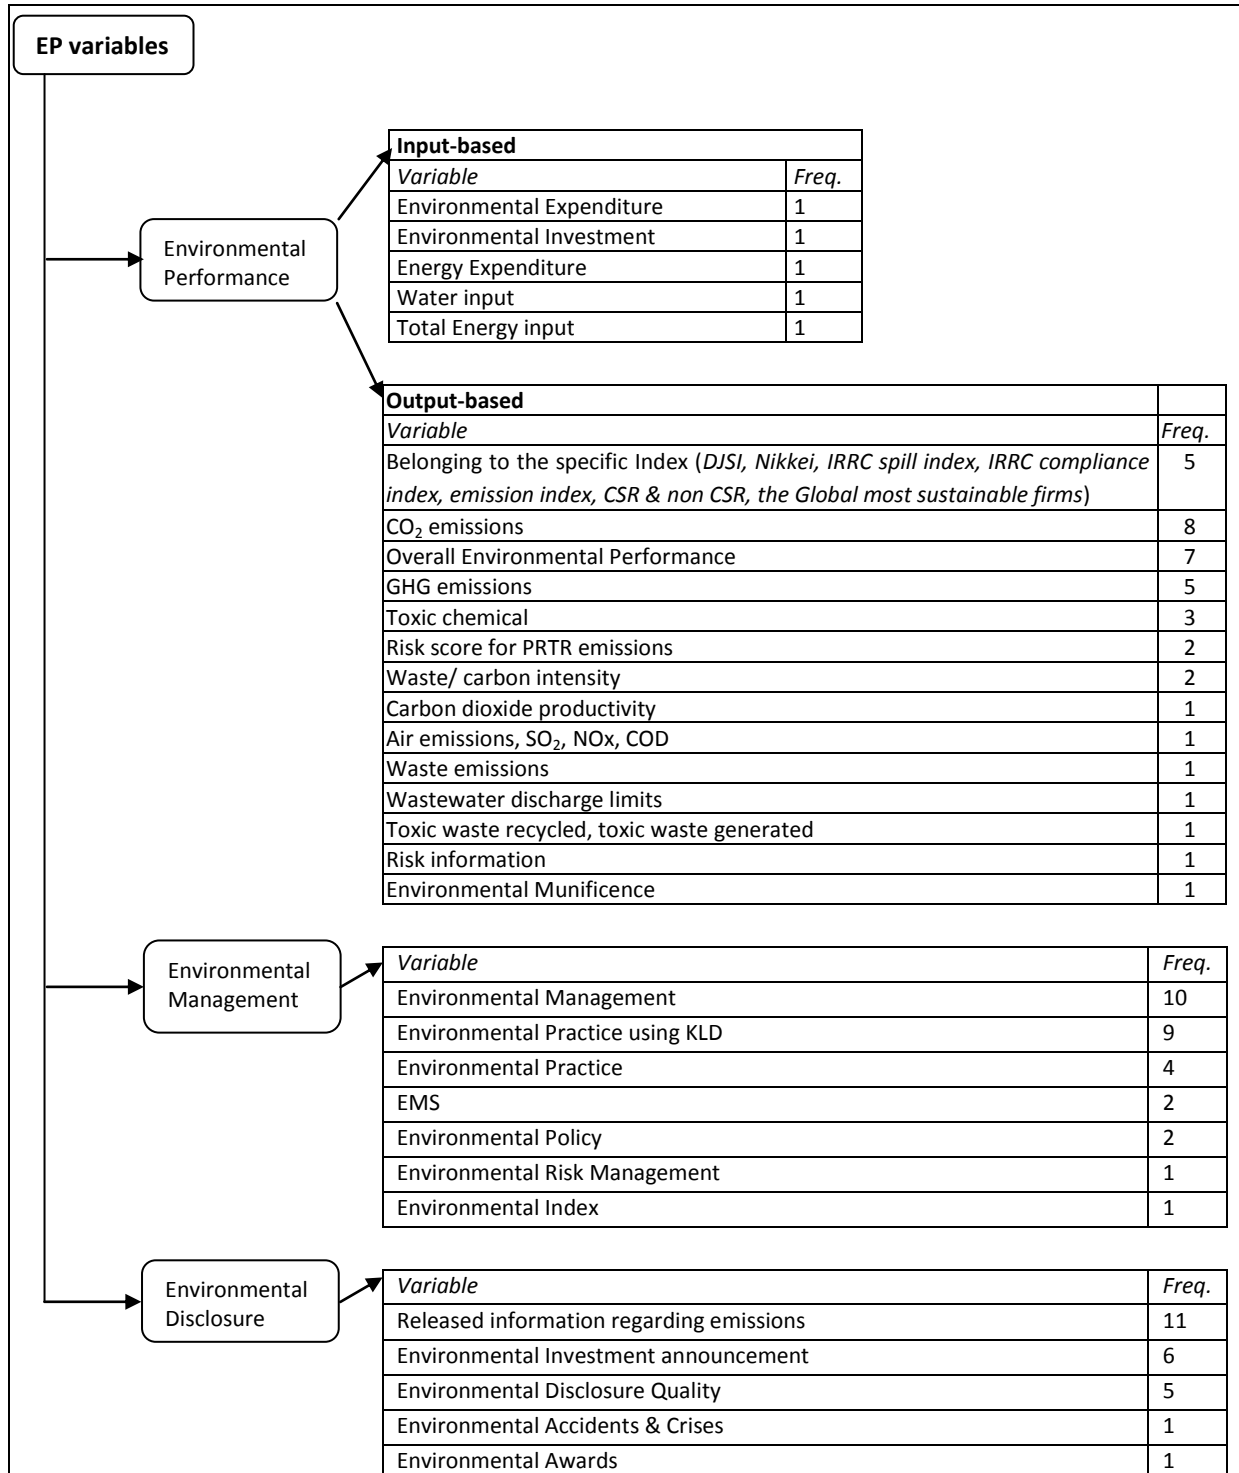 EP variables
Input-based
Variable Freq.
Environmental Expenditure 1
Environmental Investment 1
Energy Expenditure 1
Water input 1
Total Energy input 1
Environmental
Performance
Output-based
Variable Freq.
Belonging to the specific Index (DJSI, Nikkei, IRRC spill index, IRRC compliance 5
index, emission index, CSR & non CSR, the Global most sustainable firms)
CO₂ emissions 8
Overall Environmental Performance 7
GHG emissions 5
Toxic chemical 3
Risk score for PRTR emissions 2
Waste/ carbon intensity 2
Carbon dioxide productivity 1
Air emissions, SO₂, NOx, COD 1
Waste emissions 1
Wastewater discharge limits 1
Toxic waste recycled, toxic waste generated 1
Risk information 1
Environmental Munificence 1
Environmental
Management
Variable Freq.
Environmental Management 10
Environmental Practice using KLD 9
Environmental Practice 4
EMS 2
Environmental Policy 2
Environmental Risk Management 1
Environmental Index 1
Environmental
Disclosure
Variable Freq.
Released information regarding emissions 11
Environmental Investment announcement 6
Environmental Disclosure Quality 5
Environmental Accidents & Crises 1
Environmental Awards 1